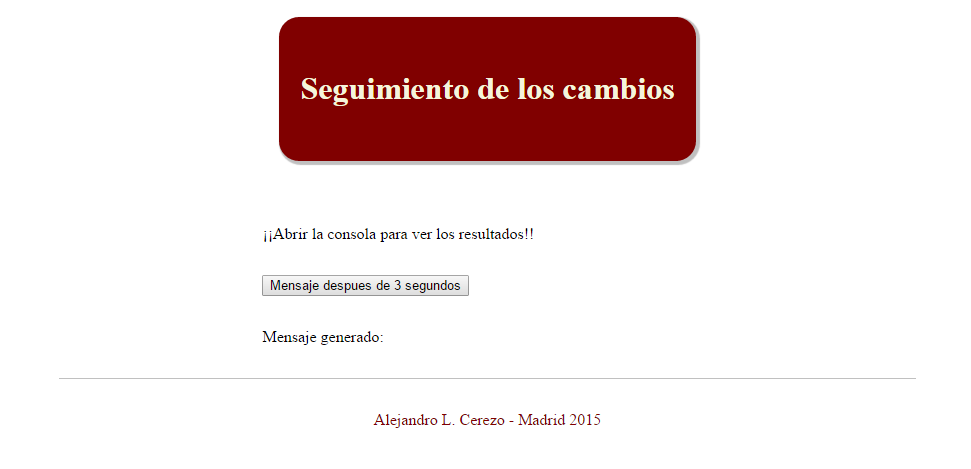 Seguimiento de los cambios
¡¡Abrir la consola para ver los resultados!!
Mensaje despues de 3 segundos
Mensaje generado:
Alejandro L. Cerezo - Madrid 2015